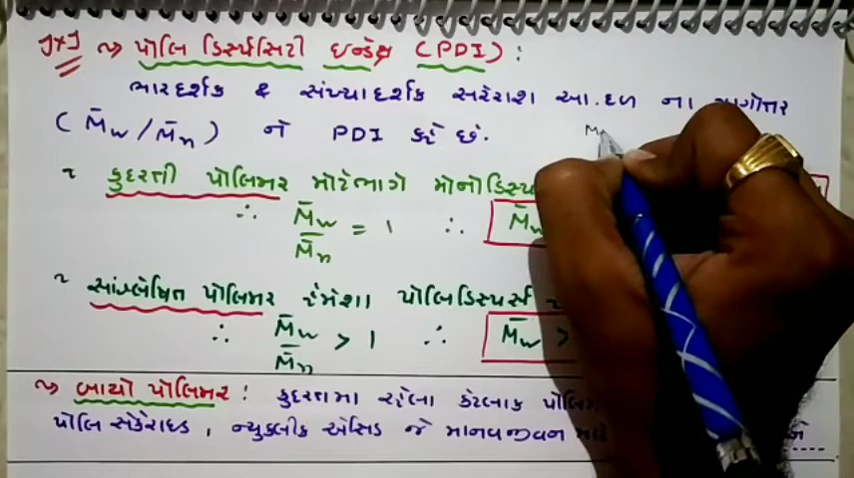 પોલિ ડિસ્પર્સિટી ઇન્ડેક્ષ (PDI) :
ભારદર્શક & સંખ્યાદર્શક સરેરાશ આ.દળ ના
( M̄w / M̄n ) ને PDI કહે છે.
કુદરતી પોલિમર મોટેભાગે
∴ M̄w / M̄n = 1 ∴
સાંશ્લેષિત પોલિમર હંમેશા પોલિડિસ્પર્સ
∴ M̄w / M̄n > 1 ∴ M̄w >
બાયો પોલિમર : કુદરતમા રહેલા કેટલાક
પોલિ સેકેરાઇડ , ન્યુક્લીક એસિડ જે માનવજીવન